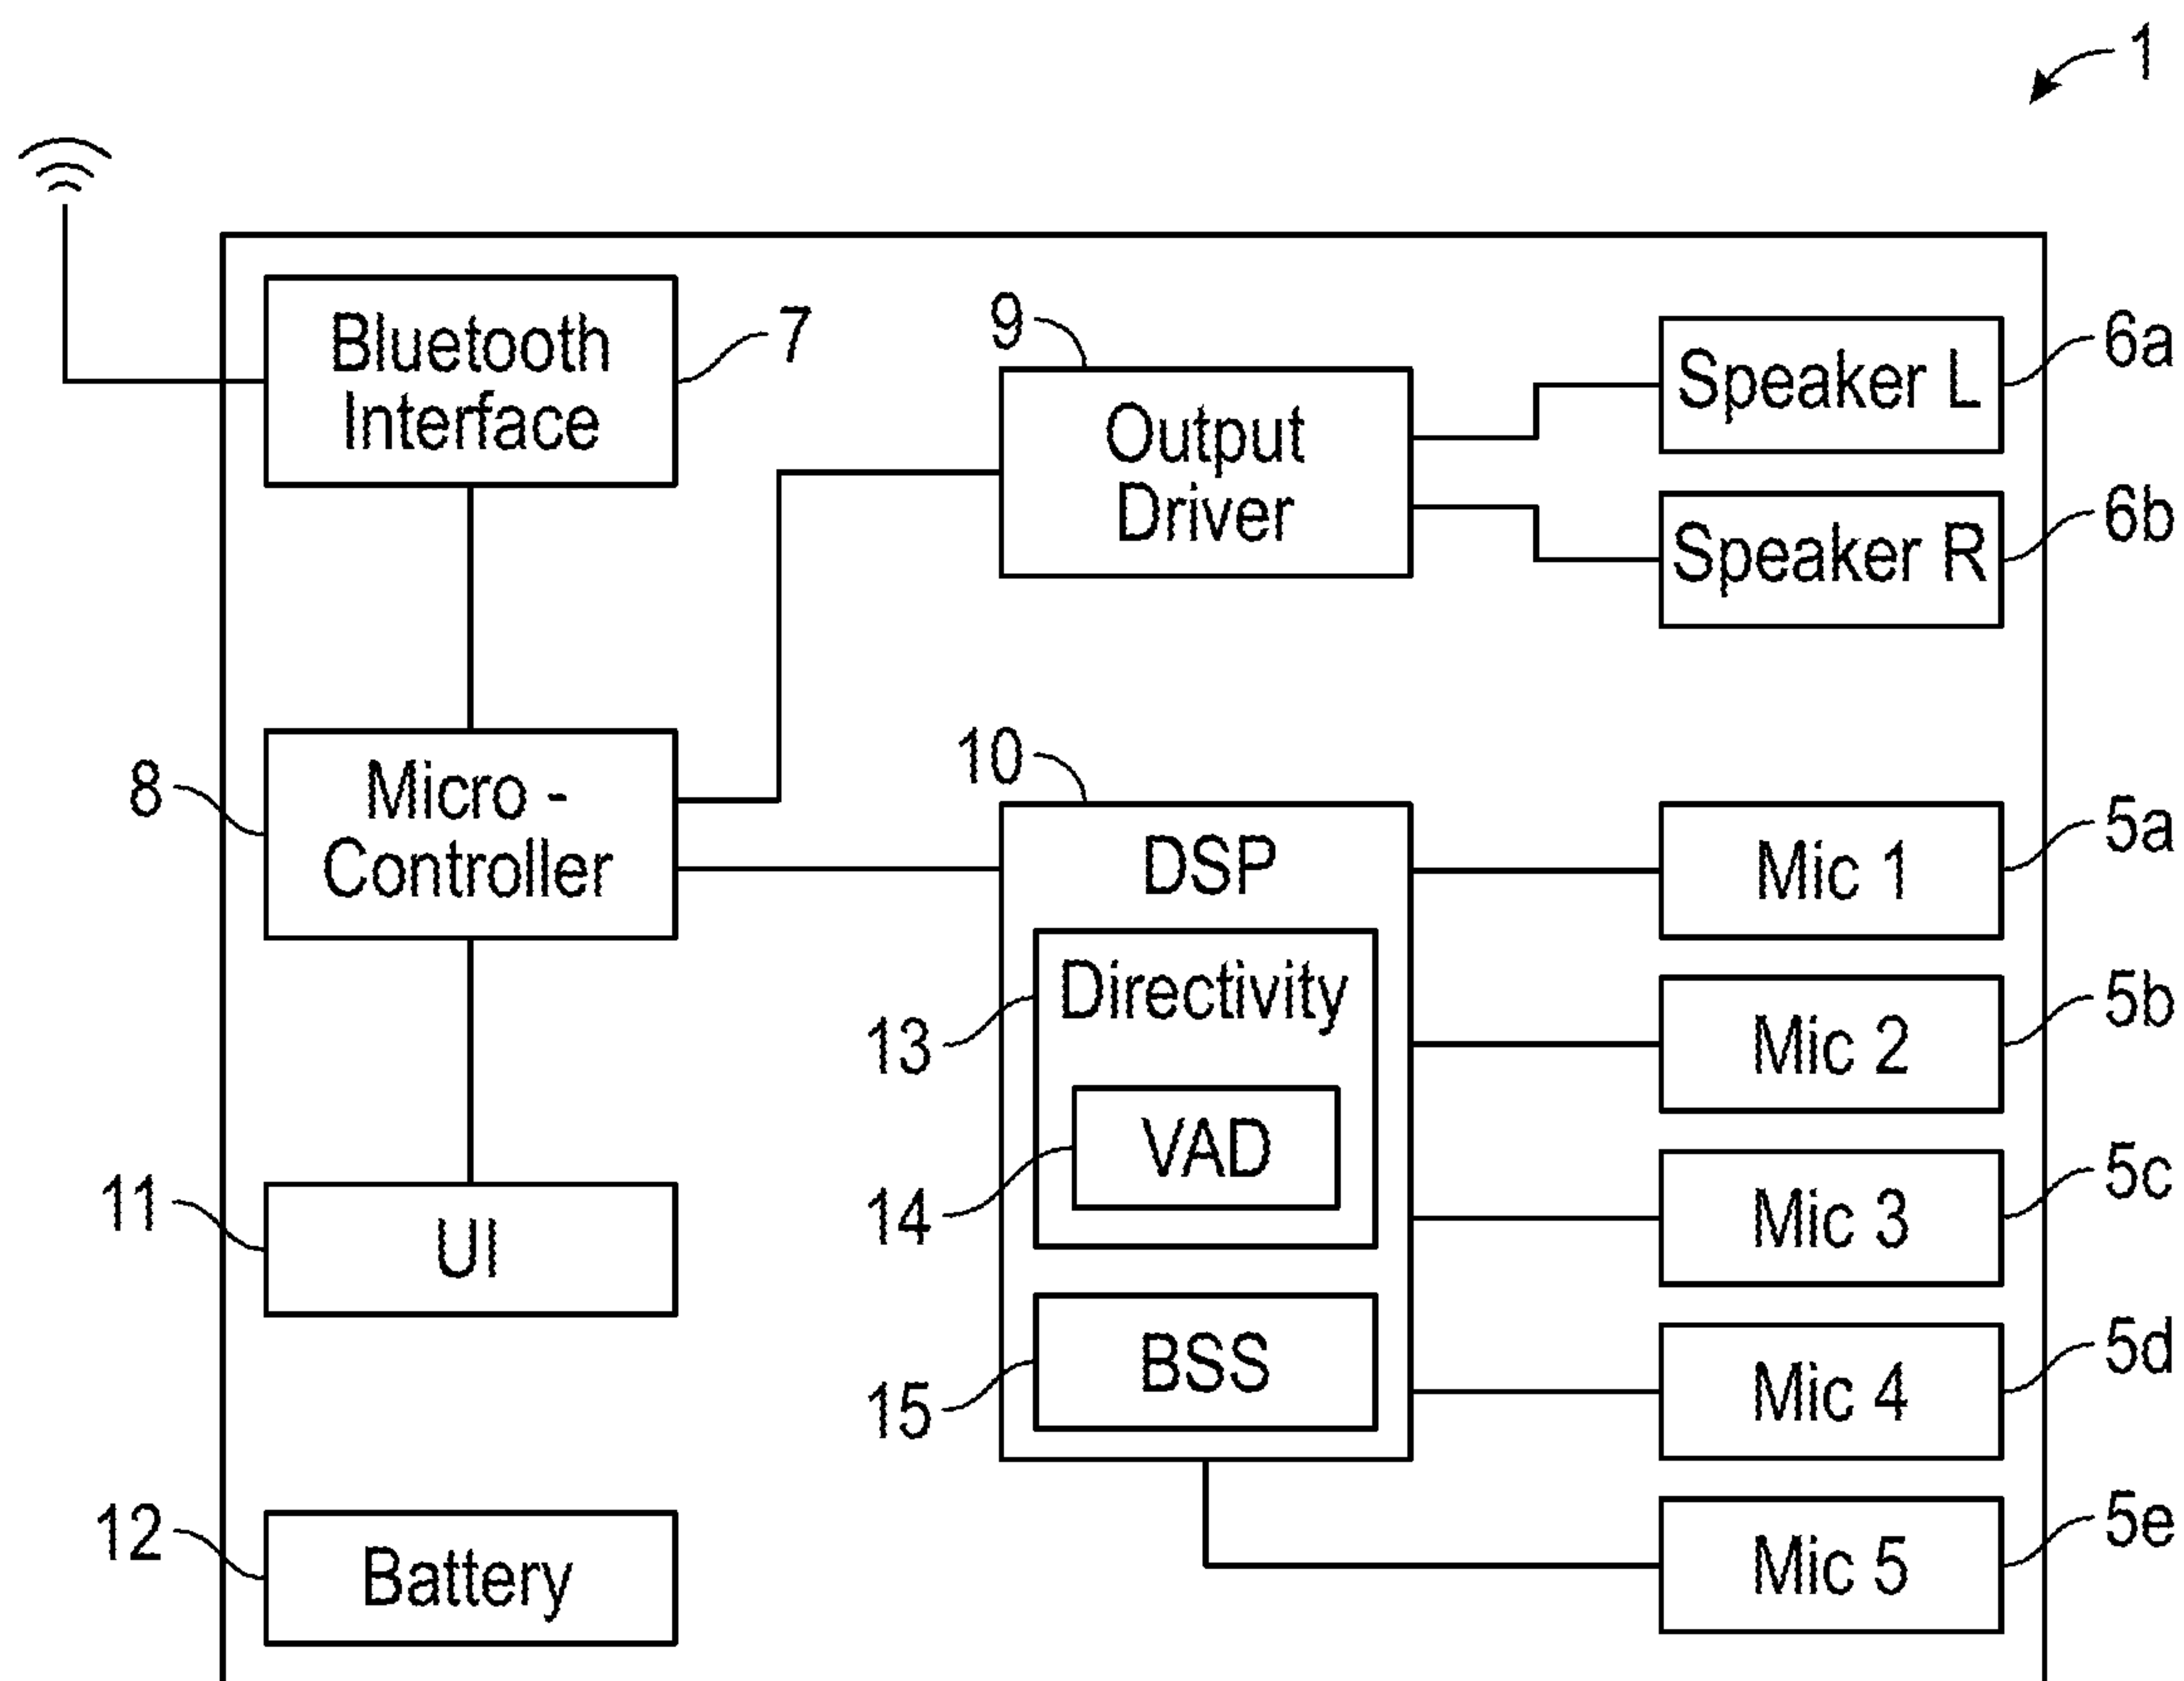 1
Bluetooth
Interface
7
9
Output
Driver
Speaker L
6a
Speaker R
6b
8
Micro -
Controller
10
DSP
Directivity
13
VAD
14
BSS
15
Mic 1
5a
Mic 2
5b
Mic 3
5c
Mic 4
5d
Mic 5
5e
11
UI
12
Battery